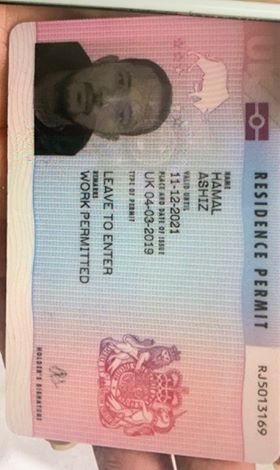 RESIDENCE PERMIT
RJ5013169
NAME
HAMAL
ASHIZ
VALID UNTIL
11-12-2021
PLACE AND DATE OF ISSUE
UK 04-03-2019
TYPE OF PERMIT
LEAVE TO ENTER
REMARKS
WORK PERMITTED
HOLDER'S SIGNATURE